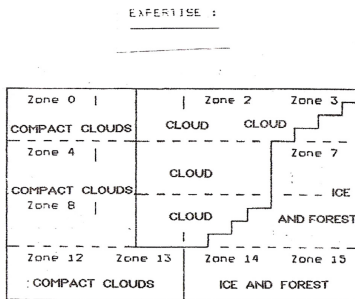 EXPERTISE :
Zone 0 | | Zone 2 Zone 3
COMPACT CLOUDS CLOUD CLOUD
Zone 4 | Zone 7
CLOUD
COMPACT CLOUDS ICE
Zone 8 |
CLOUD AND FOREST
Zone 12 Zone 13 Zone 14 Zone 15
: COMPACT CLOUDS ICE AND FOREST